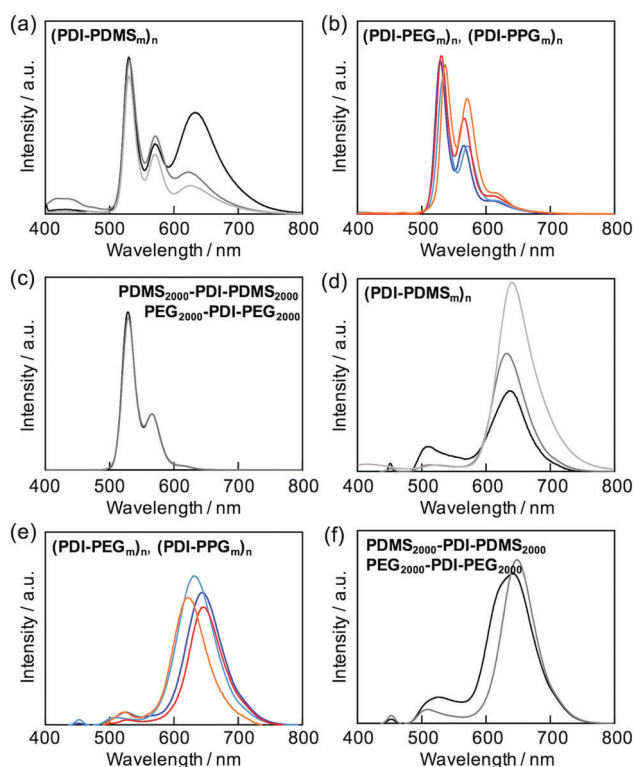 (a)
(PDI-PDMSm)n
Intensity / a.u.
400 500 600 700 800
Wavelength / nm
(b)
(PDI-PEGm)n, (PDI-PPGm)n
Intensity / a.u.
400 500 600 700 800
Wavelength / nm
(c)
PDMS2000-PDI-PDMS2000
PEG2000-PDI-PEG2000
Intensity / a.u.
400 500 600 700 800
Wavelength / nm
(d)
(PDI-PDMSm)n
Intensity / a.u.
400 500 600 700 800
Wavelength / nm
(e)
(PDI-PEGm)n, (PDI-PPGm)n
Intensity / a.u.
400 500 600 700 800
Wavelength / nm
(f)
PDMS2000-PDI-PDMS2000
PEG2000-PDI-PEG2000
Intensity / a.u.
400 500 600 700 800
Wavelength / nm